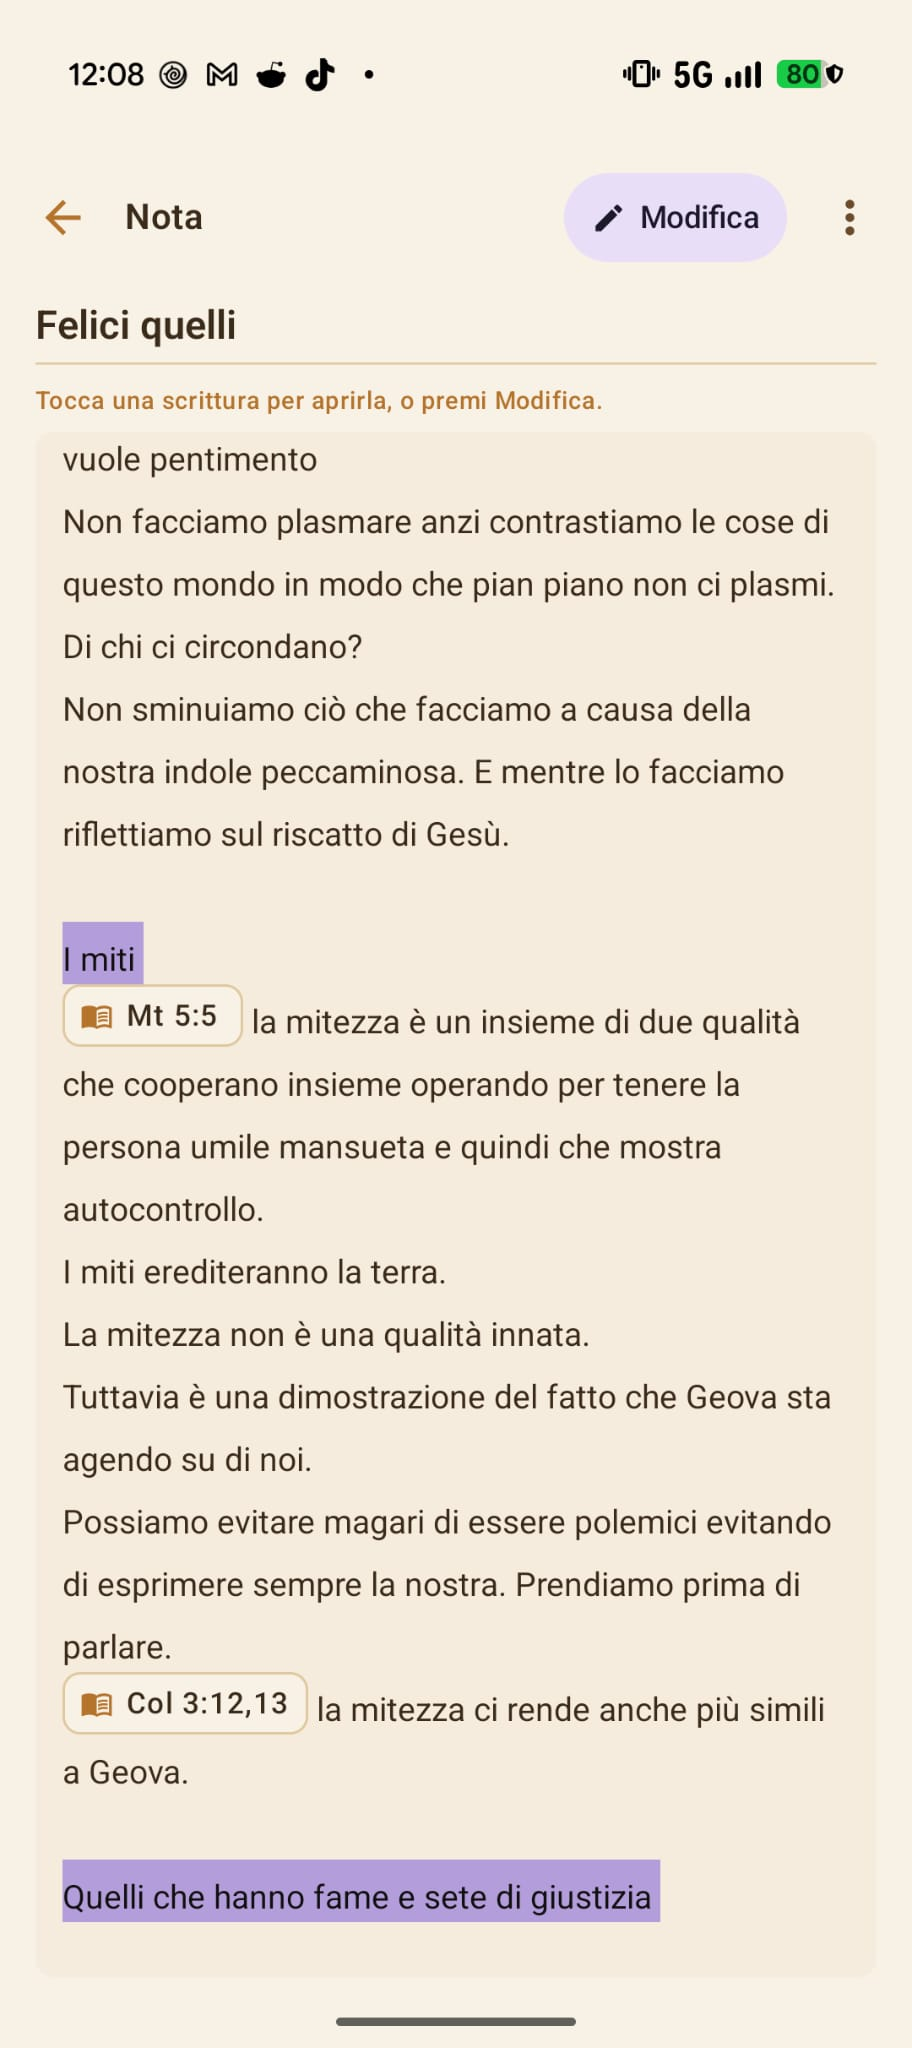 12:08
5G
80
Nota
Modifica
Felici quelli
Tocca una scrittura per aprirla, o premi Modifica.
vuole pentimento
Non facciamo plasmare anzi contrastiamo le cose di
questo mondo in modo che pian piano non ci plasmi.
Di chi ci circondano?
Non sminuiamo ciò che facciamo a causa della
nostra indole peccaminosa. E mentre lo facciamo
riflettiamo sul riscatto di Gesù.
I miti
Mt 5:5 la mitezza è un insieme di due qualità
che cooperano insieme operando per tenere la
persona umile mansueta e quindi che mostra
autocontrollo.
I miti erediteranno la terra.
La mitezza non è una qualità innata.
Tuttavia è una dimostrazione del fatto che Geova sta
agendo su di noi.
Possiamo evitare magari di essere polemici evitando
di esprimere sempre la nostra. Prendiamo prima di
parlare.
Col 3:12,13 la mitezza ci rende anche più simili
a Geova.
Quelli che hanno fame e sete di giustizia